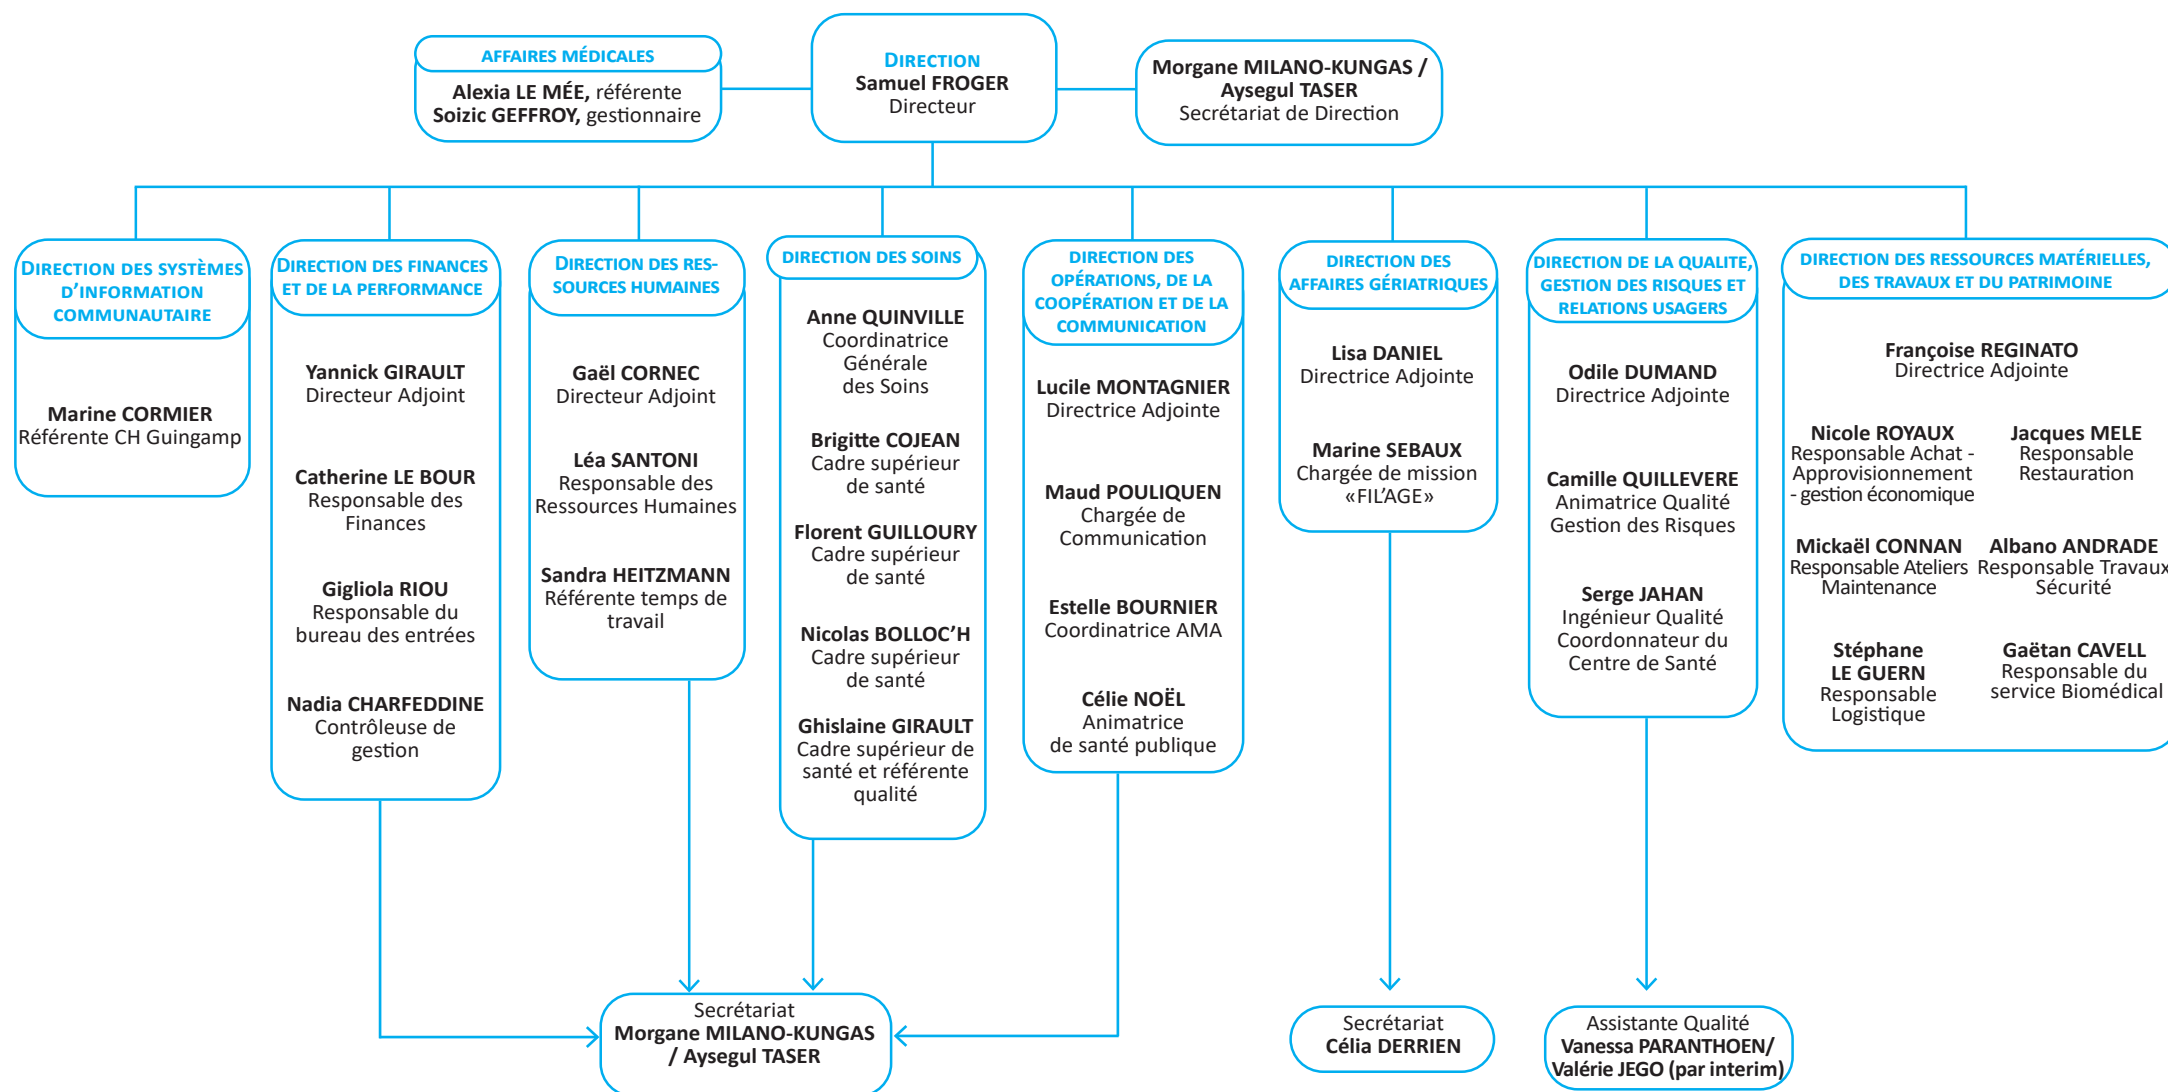 AFFAIRES MÉDICALES
Alexia LE MÉE, référente
Soizic GEFFROY, gestionnaire
DIRECTION
Samuel FROGER
Directeur
Morgane MILANO-KUNGAS /
Aysegul TASER
Secrétariat de Direction
DIRECTION DES SYSTÈMES
D’INFORMATION
COMMUNAUTAIRE
Marine CORMIER
Référente CH Guingamp
DIRECTION DES FINANCES
ET DE LA PERFORMANCE
Yannick GIRAULT
Directeur Adjoint
Catherine LE BOUR
Responsable des
Finances
Gigliola RIOU
Responsable du
bureau des entrées
Nadia CHARFEDDINE
Contrôleuse de
gestion
DIRECTION DES RES-
SOURCES HUMAINES
Gaël CORNEC
Directeur Adjoint
Léa SANTONI
Responsable des
Ressources Humaines
Sandra HEITZMANN
Référente temps de
travail
DIRECTION DES SOINS
Anne QUINVILLE
Coordinatrice
Générale
des Soins
Brigitte COJEAN
Cadre supérieur
de santé
Florent GUILLOURY
Cadre supérieur
de santé
Nicolas BOLLOC’H
Cadre supérieur
de santé
Ghislaine GIRAULT
Cadre supérieur de
santé et référente
qualité
DIRECTION DES
OPÉRATIONS, DE LA
COOPÉRATION ET DE LA
COMMUNICATION
Lucile MONTAGNIER
Directrice Adjointe
Maud POULIQUEN
Chargée de
Communication
Estelle BOURNIER
Coordinatrice AMA
Célie NOËL
Animatrice
de santé publique
DIRECTION DES
AFFAIRES GÉRIATRIQUES
Lisa DANIEL
Directrice Adjointe
Marine SEBAUX
Chargée de mission
«FIL’AGE»
DIRECTION DE LA QUALITE,
GESTION DES RISQUES ET
RELATIONS USAGERS
Odile DUMAND
Directrice Adjointe
Camille QUILLEVERE
Animatrice Qualité
Gestion des Risques
Serge JAHAN
Ingénieur Qualité
Coordonnateur du
Centre de Santé
DIRECTION DES RESSOURCES MATÉRIELLES,
DES TRAVAUX ET DU PATRIMOINE
Françoise REGINATO
Directrice Adjointe
Nicole ROYAUX
Responsable Achat -
Approvisionnement
- gestion économique
Jacques MELE
Responsable
Restauration
Mickaël CONNAN
Responsable Ateliers
Maintenance
Albano ANDRADE
Responsable Travaux
Sécurité
Stéphane
LE GUERN
Responsable
Logistique
Gaëtan CAVELL
Responsable du
service Biomédical
Secrétariat
Morgane MILANO-KUNGAS
/ Aysegul TASER
Secrétariat
Célia DERRIEN
Assistante Qualité
Vanessa PARANTHOEN/
Valérie JEGO (par interim)